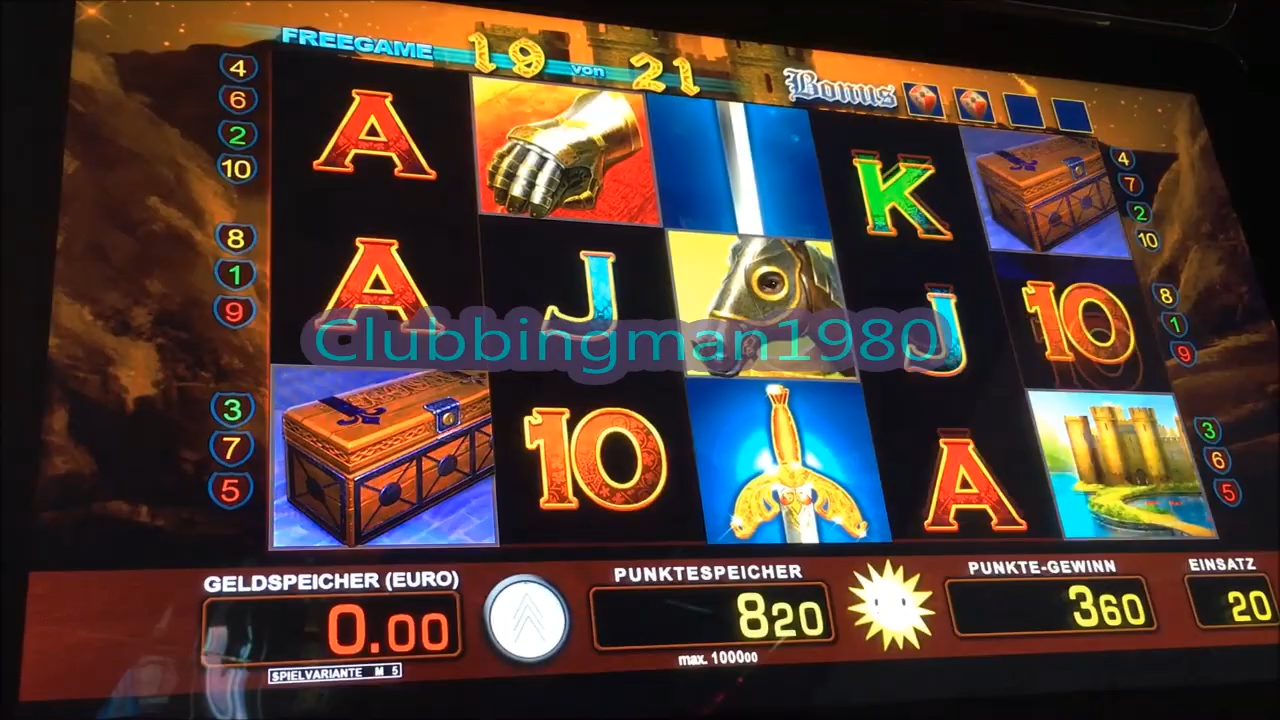 FREEGAME 19 von 21
Bonus
4
6
2
10
8
1
9
3
7
5
A K
A J J 10
10 A
4
7
2
10
8
1
9
3
6
5
Clubbingman1980
GELDSPEICHER (EURO) PUNKTESPEICHER PUNKTE-GEWINN EINSATZ
0.00 820 360 20
SPIELVARIANTE M 5 max. 100000